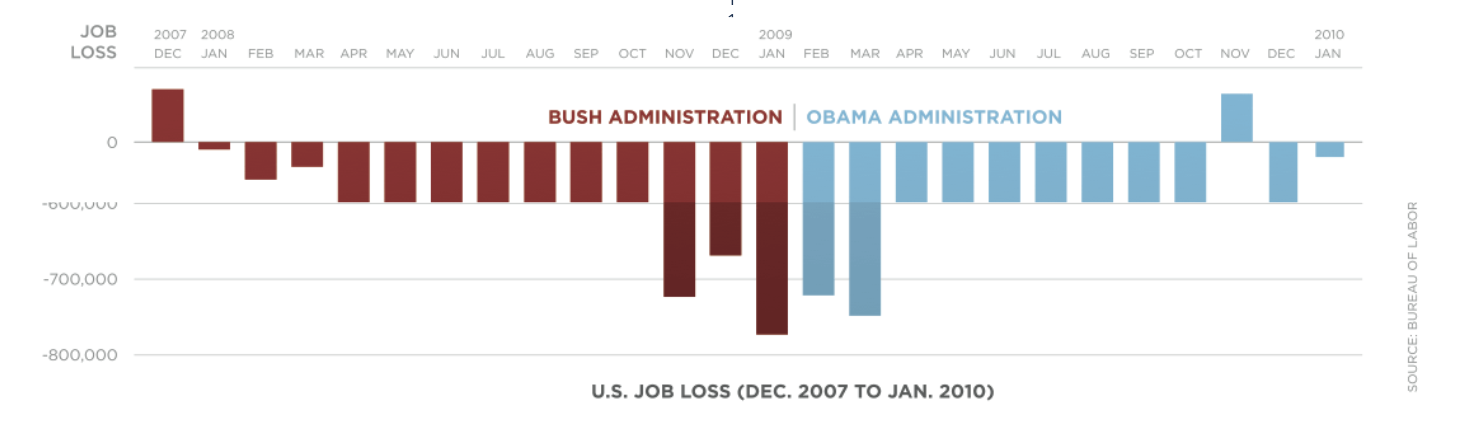 JOB LOSS
2007 2008 2009 2010
DEC JAN FEB MAR APR MAY JUN JUL AUG SEP OCT NOV DEC JAN FEB MAR APR MAY JUN JUL AUG SEP OCT NOV DEC JAN
BUSH ADMINISTRATION OBAMA ADMINISTRATION
0
-600,000
-700,000
-800,000
U.S. JOB LOSS (DEC. 2007 TO JAN. 2010)
SOURCE: BUREAU OF LABOR